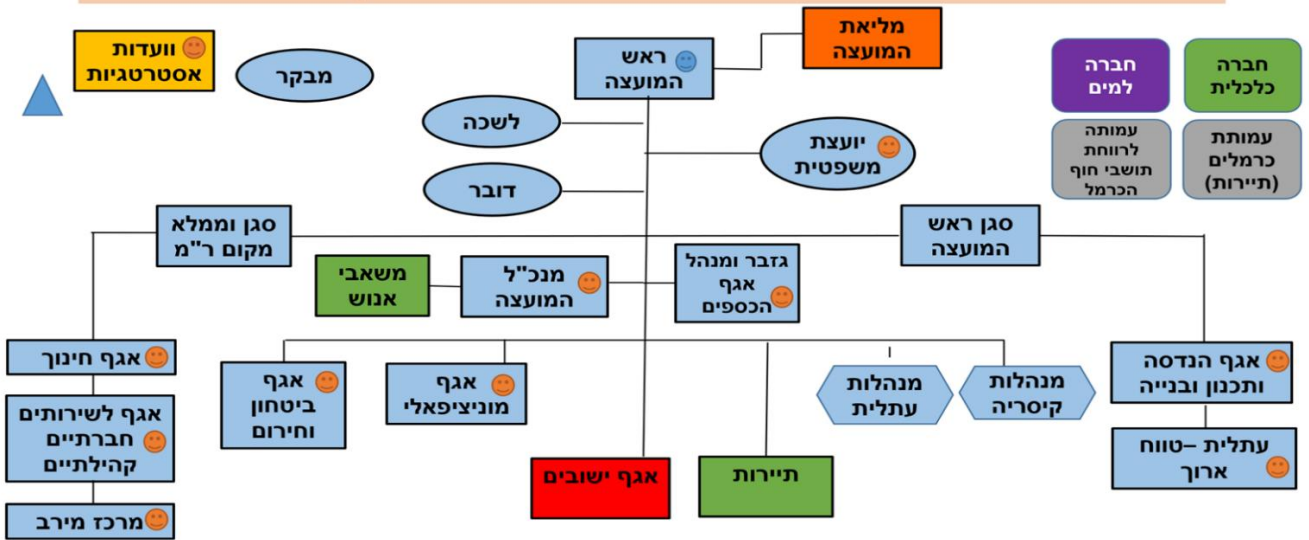 מליאת
המועצה
ראש
המועצה
וועדות
אסטרטגיות
מבקר
חברה
כלכלית
חברה
למים
עמותת
כרמלים
(תיירות)
עמותה
לרווחת
תושבי חוף
הכרמל
לשכה
יועצת
משפטית
דובר
סגן ראש
המועצה
סגן וממלא
מקום ר"מ
גזבר ומנהל
אגף
הכספים
מנכ"ל
המועצה
משאבי
אנוש
אגף הנדסה
ותכנון ובנייה
מנהלות
קיסריה
מנהלות
עתלית
אגף
מוניציפאלי
אגף
ביטחון
וחירום
אגף חינוך
אגף לשירותים
חברתיים
קהילתיים
עתלית –טווח
ארוך
תיירות
אגף ישובים
מרכז מירב